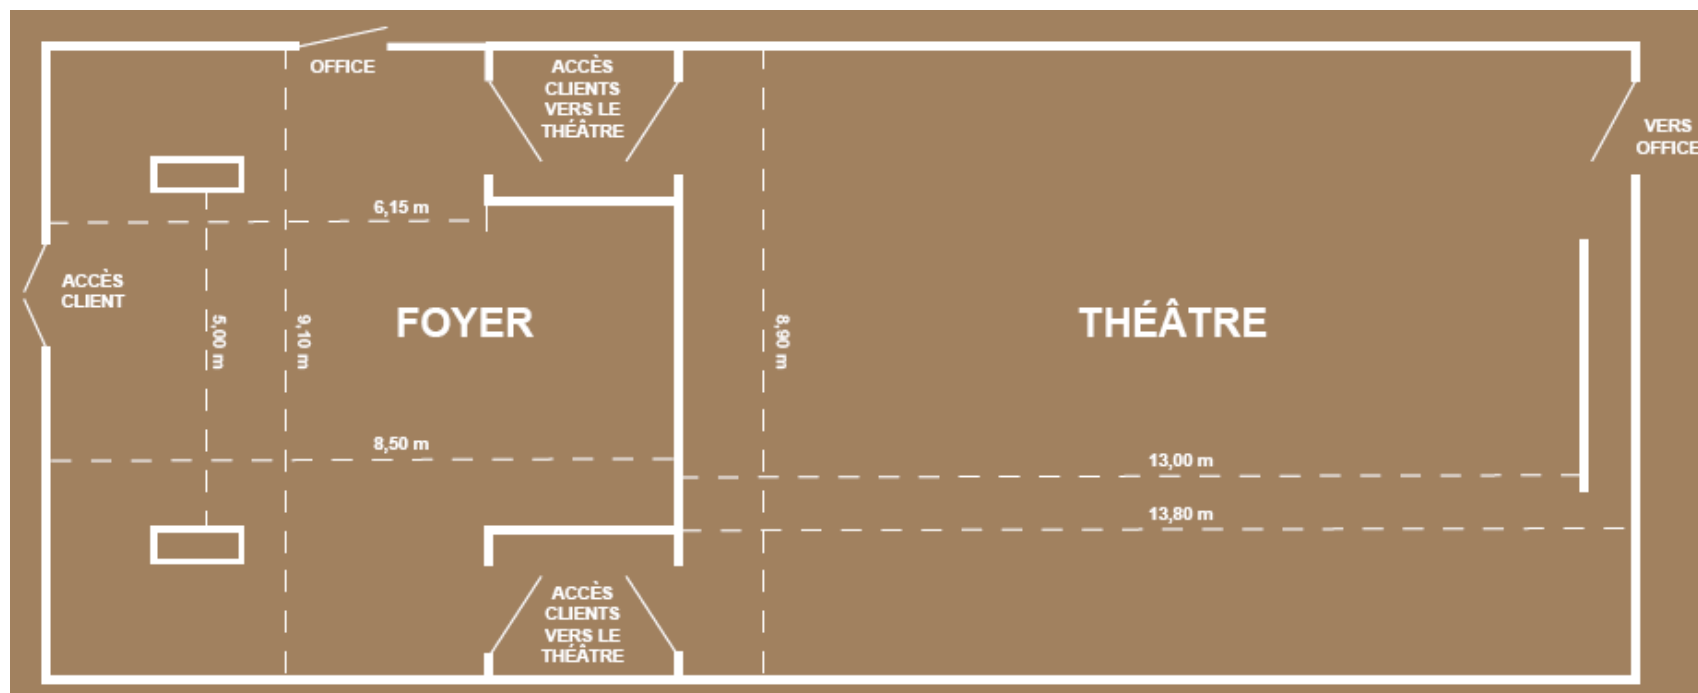 OFFICE
ACCÈS
CLIENTS
VERS LE
THÉÂTRE
VERS
OFFICE
6,15 m
ACCÈS
CLIENT
5,00 m
9,10 m
FOYER
8,90 m
THÉÂTRE
8,50 m
13,00 m
13,80 m
ACCÈS
CLIENTS
VERS LE
THÉÂTRE